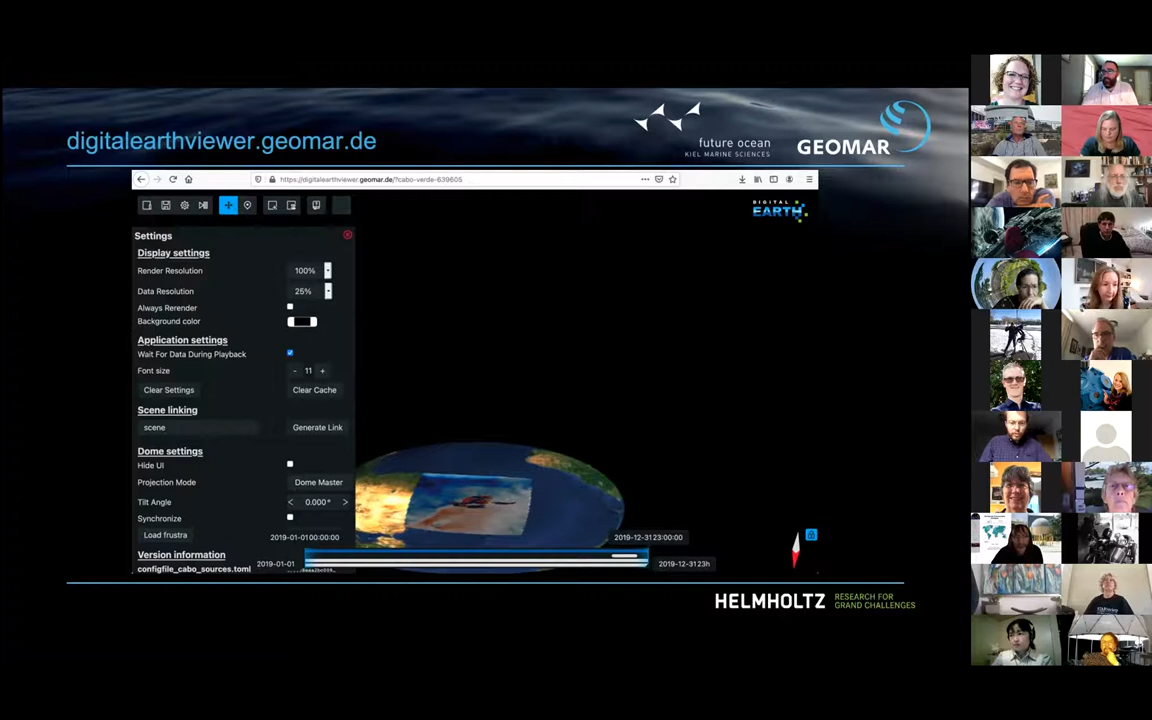 digitalearthviewer.geomar.de
future ocean
KIEL MARINE SCIENCES
GEOMAR
https://digitalearthviewer.geomar.de/?cabo-verde-639605
DIGITAL
EARTH
Settings
Display settings
Render Resolution 100%
Data Resolution 25%
Always Rerender
Background color
Application settings
Wait For Data During Playback
Font size - 11 +
Clear Settings Clear Cache
Scene linking
scene Generate Link
Dome settings
Hide UI
Projection Mode Dome Master
Tilt Angle < 0.000° >
Synchronize
Load frustra
2019-01-01 00:00:00 2019-12-31 23:00:00
Version information
2019-01-01 2019-12-31 23h
configfile_cabo_sources.toml
HELMHOLTZ RESEARCH FOR
GRAND CHALLENGES